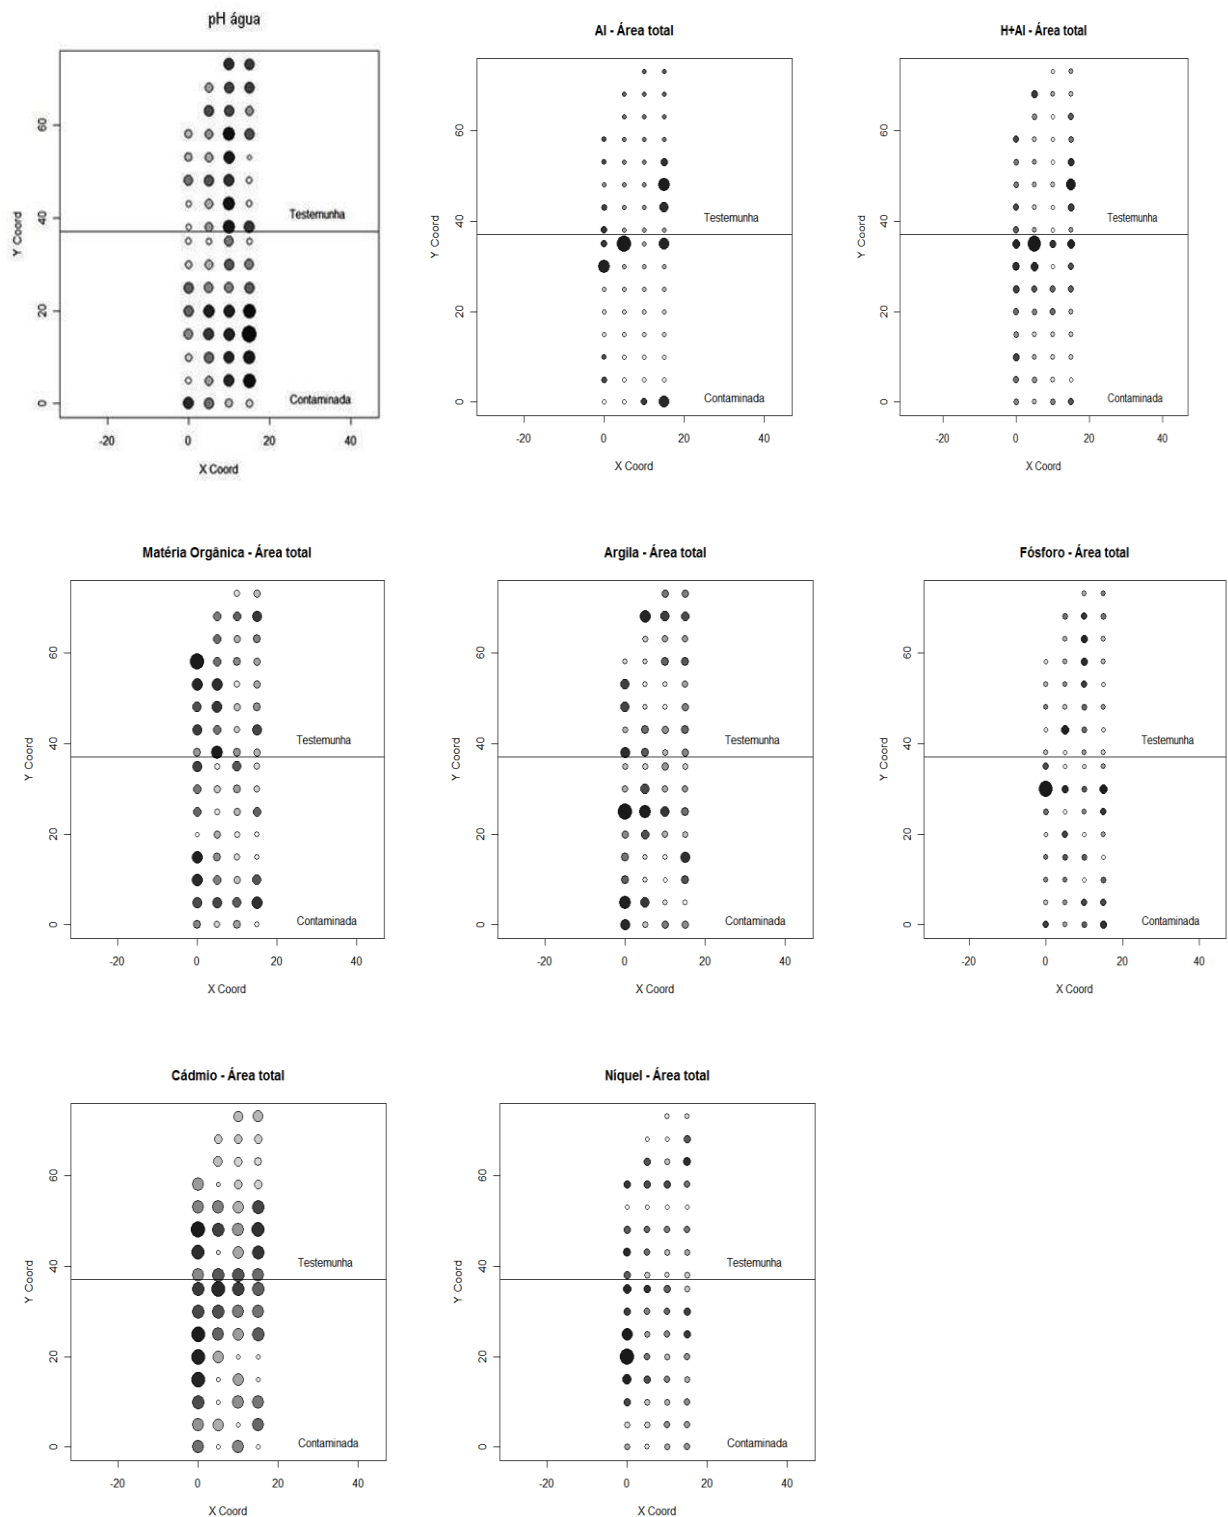 pH água
60
40
20
0
Y Coord
Testemunha
Contaminada
-20 0 20 40
X Coord
Al - Área total
60
40
20
0
Y Coord
Testemunha
Contaminada
-20 0 20 40
X Coord
H+Al - Área total
60
40
20
0
Y Coord
Testemunha
Contaminada
-20 0 20 40
X Coord
Matéria Orgânica - Área total
60
40
20
0
Y Coord
Testemunha
Contaminada
-20 0 20 40
X Coord
Argila - Área total
60
40
20
0
Y Coord
Testemunha
Contaminada
-20 0 20 40
X Coord
Fósforo - Área total
60
40
20
0
Y Coord
Testemunha
Contaminada
-20 0 20 40
X Coord
Cádmio - Área total
60
40
20
0
Y Coord
Testemunha
Contaminada
-20 0 20 40
X Coord
Níquel - Área total
60
40
20
0
Y Coord
Testemunha
Contaminada
-20 0 20 40
X Coord